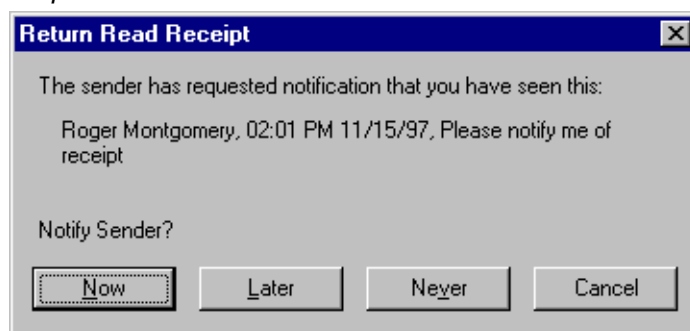 Return Read Receipt
The sender has requested notification that you have seen this:
Roger Montgomery, 02:01 PM 11/15/97, Please notify me of
receipt
Notify Sender?
Now Later Never Cancel